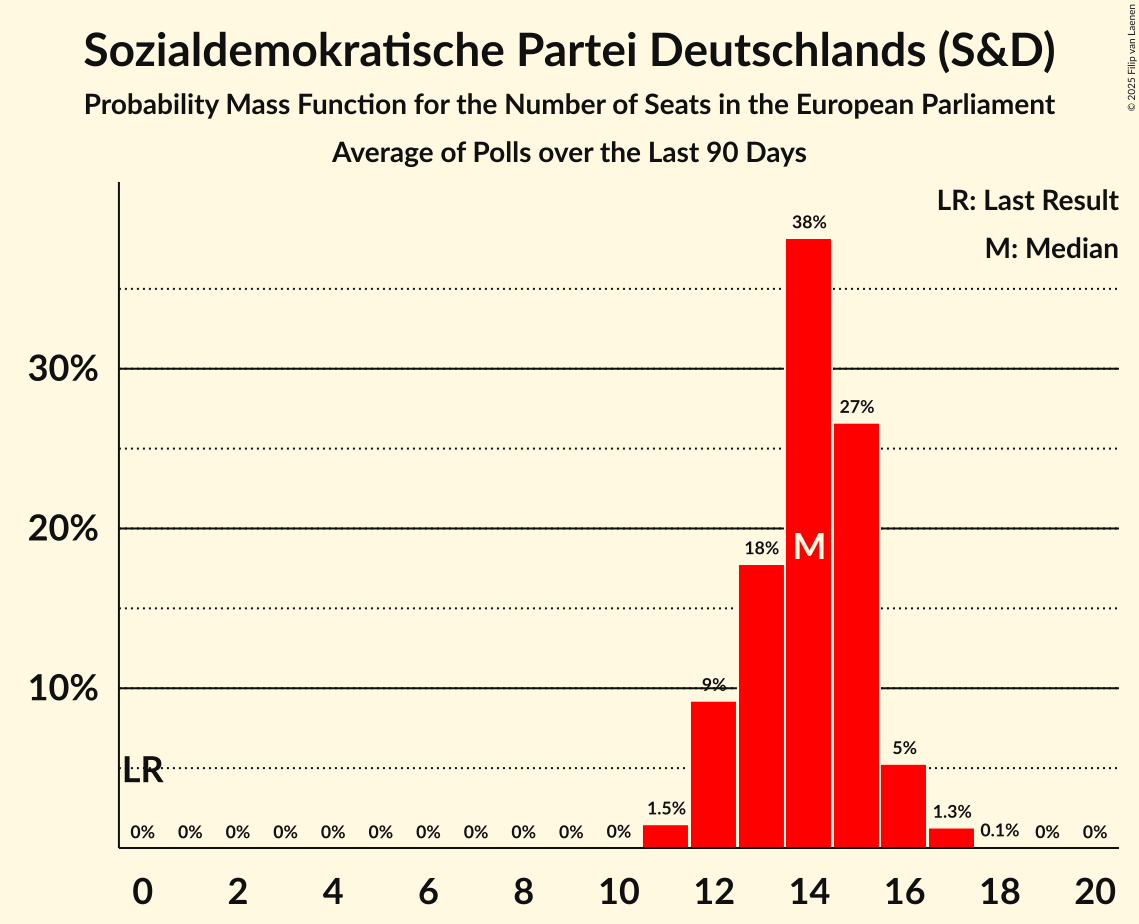 Sozialdemokratische Partei Deutschlands (S&D)
Probability Mass Function for the Number of Seats in the European Parliament
Average of Polls over the Last 90 Days
© 2025 Filip van Laenen
LR: Last Result
M: Median
38%
30%
27%
20%
18%
M
10%
9%
LR
5%
1.5%
1.3%
0% 0% 0% 0% 0% 0% 0% 0% 0% 0% 0% 0.1% 0% 0%
0 2 4 6 8 10 12 14 16 18 20